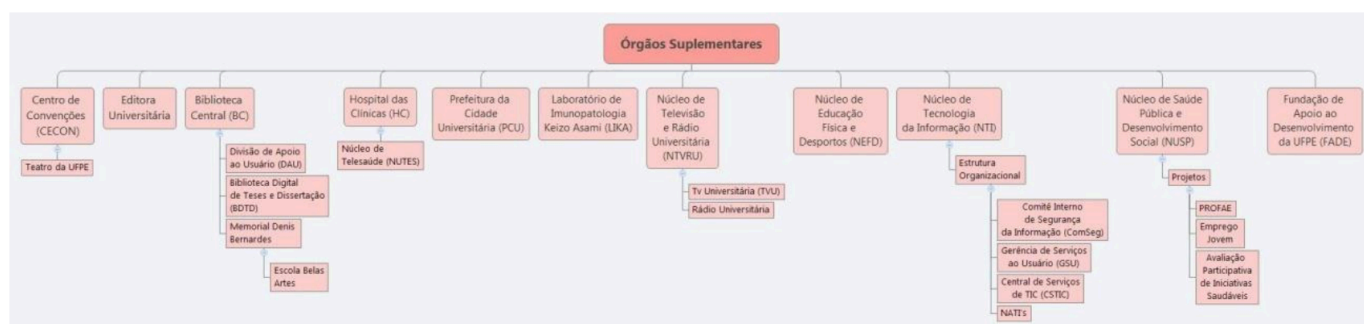 Órgãos Suplementares
Centro de
Convenções
(CECON)
Teatro da UFPE
Editora
Universitária
Biblioteca
Central (BC)
Divisão de Apoio
ao Usuário (DAU)
Biblioteca Digital
de Teses e Dissertação
(BDTD)
Memorial Denis
Bernardes
Escola Belas
Artes
Hospital das
Clínicas (HC)
Núcleo de
Telesaúde (NUTES)
Prefeitura da
Cidade
Universitária (PCU)
Laboratório de
Imunopatologia
Keizo Asami (LIKA)
Núcleo de
Televisão
e Rádio
Universitária
(NTVRU)
Tv Universitária (TVU)
Rádio Universitária
Núcleo de
Educação
Física e
Desportos (NEFD)
Núcleo de
Tecnologia
da Informação (NTI)
Estrutura
Organizacional
Comitê Interno
de Segurança
da Informação (ComSeg)
Gerência de Serviços
ao Usuário (GSU)
Central de Serviços
de TIC (CSTIC)
NATI's
Núcleo de Saúde
Pública e
Desenvolvimento
Social (NUSP)
Projetos
PROFAE
Emprego
Jovem
Avaliação
Participativa
de Iniciativas
Saudáveis
Fundação de
Apoio ao
Desenvolvimento
da UFPE (FADE)